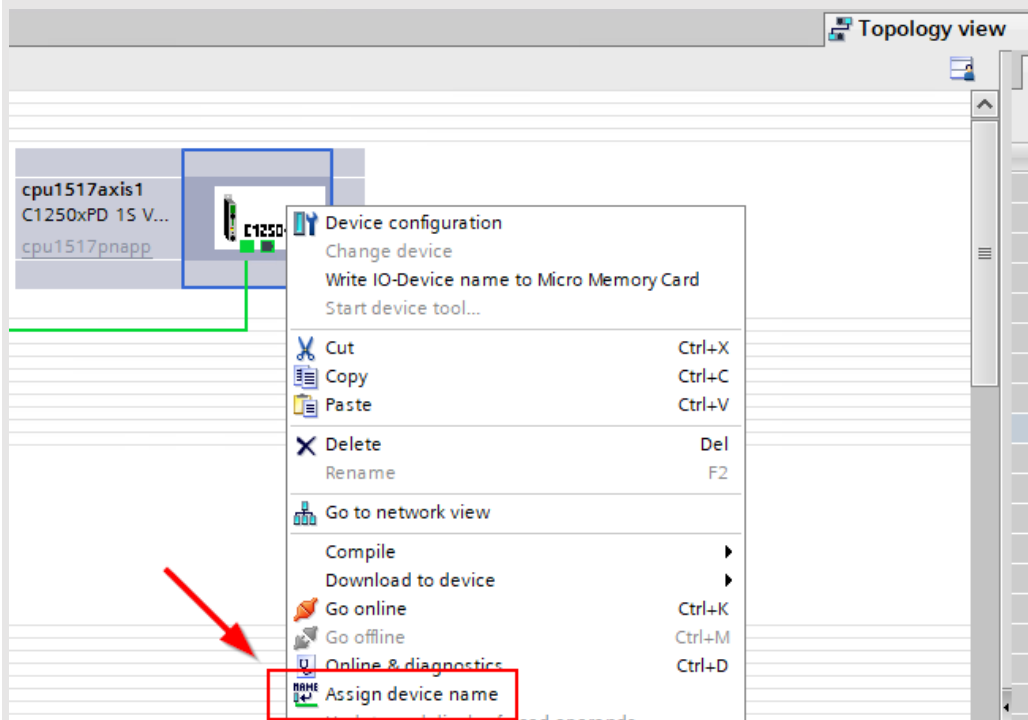 Topology view
cpu1517axis1
C1250xPD 1S V...
cpu1517pnapp
C1250-
Device configuration
Change device
Write IO-Device name to Micro Memory Card
Start device tool...
Cut Ctrl+X
Copy Ctrl+C
Paste Ctrl+V
Delete Del
Rename F2
Go to network view
Compile
Download to device
Go online Ctrl+K
Go offline Ctrl+M
Online & diagnostics Ctrl+D
NAME
Assign device name